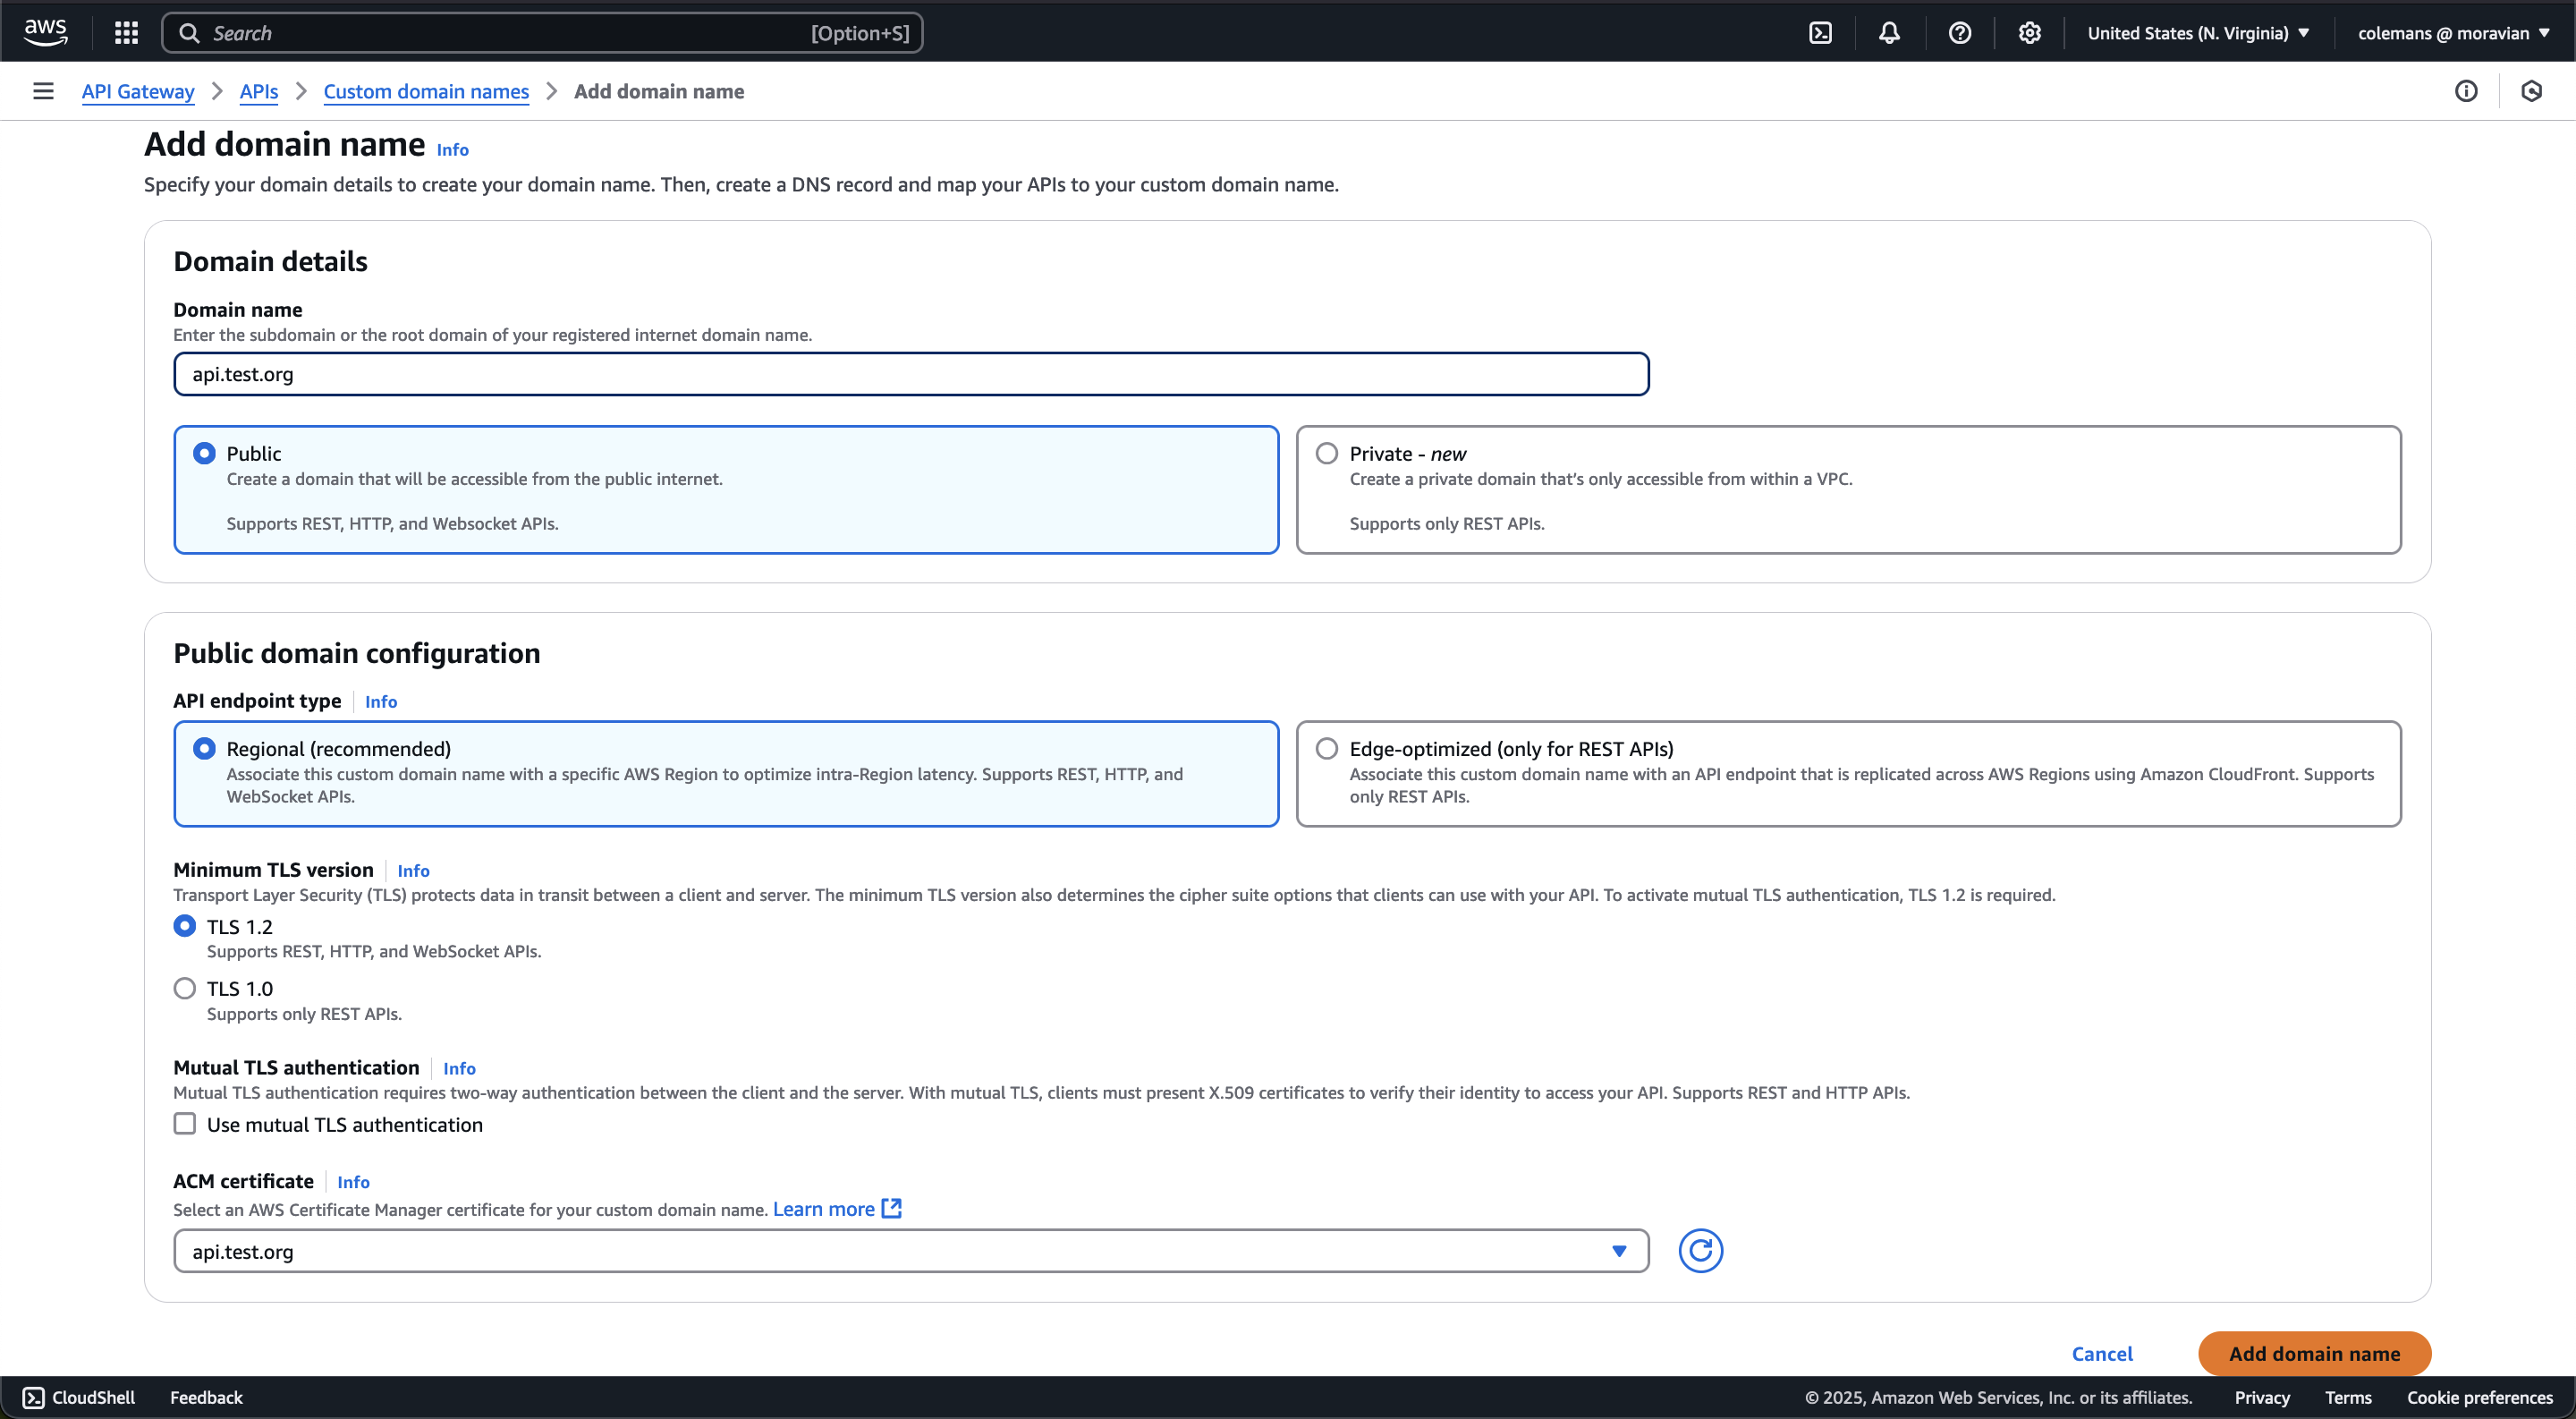 aws
Search [Option+S]
United States (N. Virginia)
colemans @ moravian
API Gateway
APIs
Custom domain names
Add domain name
Add domain name Info
Specify your domain details to create your domain name. Then, create a DNS record and map your APIs to your custom domain name.
Domain details
Domain name
Enter the subdomain or the root domain of your registered internet domain name.
api.test.org
Public
Create a domain that will be accessible from the public internet.
Supports REST, HTTP, and Websocket APIs.
Private - new
Create a private domain that's only accessible from within a VPC.
Supports only REST APIs.
Public domain configuration
API endpoint type Info
Regional (recommended)
Associate this custom domain name with a specific AWS Region to optimize intra-Region latency. Supports REST, HTTP, and
WebSocket APIs.
Edge-optimized (only for REST APIs)
Associate this custom domain name with an API endpoint that is replicated across AWS Regions using Amazon CloudFront. Supports
only REST APIs.
Minimum TLS version Info
Transport Layer Security (TLS) protects data in transit between a client and server. The minimum TLS version also determines the cipher suite options that clients can use with your API. To activate mutual TLS authentication, TLS 1.2 is required.
TLS 1.2
Supports REST, HTTP, and WebSocket APIs.
TLS 1.0
Supports only REST APIs.
Mutual TLS authentication Info
Mutual TLS authentication requires two-way authentication between the client and the server. With mutual TLS, clients must present X.509 certificates to verify their identity to access your API. Supports REST and HTTP APIs.
Use mutual TLS authentication
ACM certificate Info
Select an AWS Certificate Manager certificate for your custom domain name. Learn more
api.test.org
Cancel
Add domain name
CloudShell
Feedback
© 2025, Amazon Web Services, Inc. or its affiliates.
Privacy
Terms
Cookie preferences